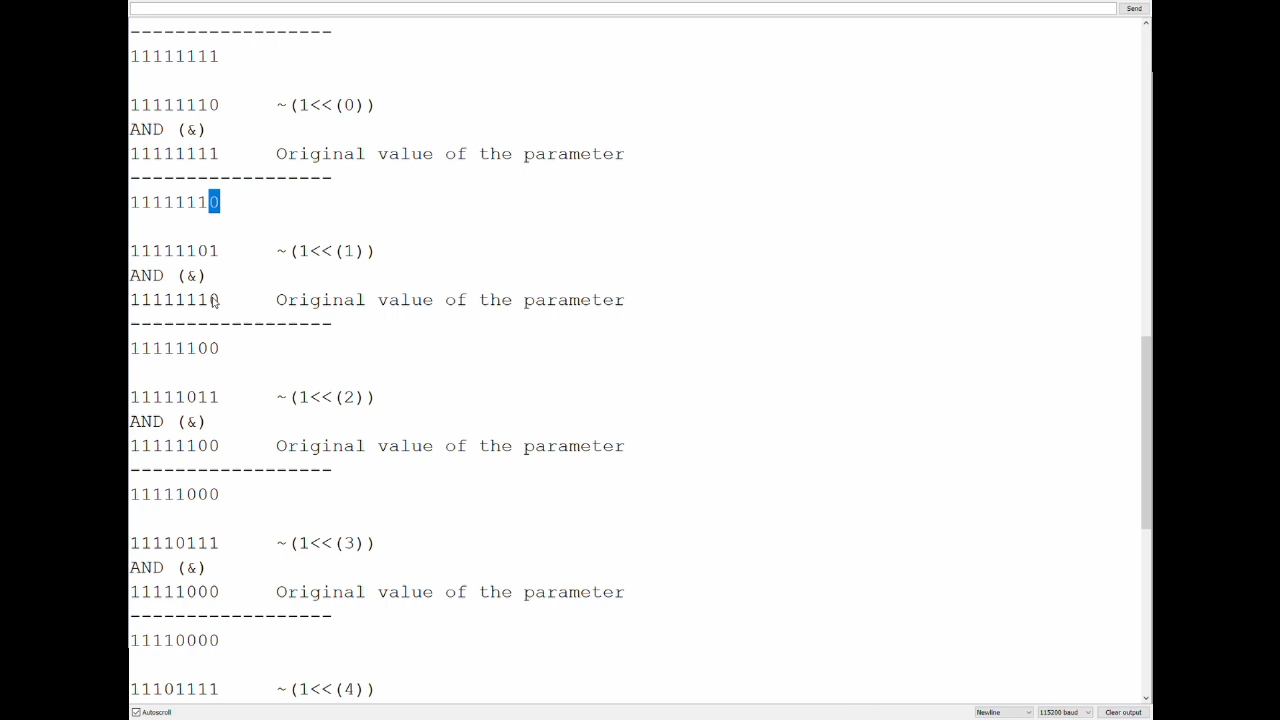 Send
------------------
11111111
11111110 ~(1<<(0))
AND (&)
11111111 Original value of the parameter
------------------
11111110
11111101 ~(1<<(1))
AND (&)
11111110 Original value of the parameter
------------------
11111100
11111011 ~(1<<(2))
AND (&)
11111100 Original value of the parameter
------------------
11111000
11110111 ~(1<<(3))
AND (&)
11111000 Original value of the parameter
------------------
11110000
11101111 ~(1<<(4))
Autoscroll Newline 115200 baud Clear output